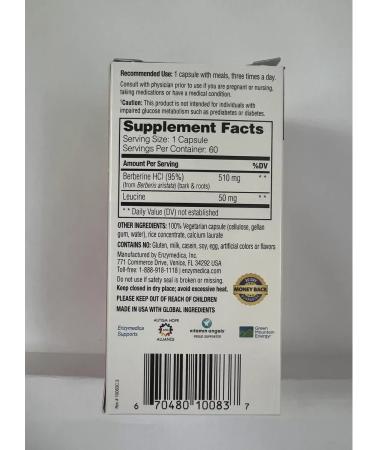 Recommended Use: 1 capsule with meals, three times a day.
Consult with physician prior to use if you are pregnant or nursing,
taking medications or have a medical condition.
†Caution: This product is not intended for individuals with
impaired glucose metabolism such as prediabetes or diabetes.
Supplement Facts
Serving Size: 1 Capsule
Servings Per Container: 60
Amount Per Serving %DV
Berberine HCl (95%) 510 mg **
(from Berberis aristata) (bark & roots)
Leucine 50 mg **
** Daily Value (DV) not established
OTHER INGREDIENTS: 100% Vegetarian capsule (cellulose, gellan
gum, water), rice concentrate, calcium laurate
CONTAINS NO: Gluten, milk, casein, soy, egg, artificial colors or flavors
Manufactured by Enzymedica, Inc.
771 Commerce Drive, Venice, FL 34292 USA
Toll-free: 1-888-918-1118 | enzymedica.com
Do not use if safety seal is broken or missing.
Keep closed in dry place; avoid excessive heat.
PLEASE KEEP OUT OF REACH OF CHILDREN
MADE IN USA WITH GLOBAL INGREDIENTS
MONEY BACK
Enzymedica
Supports
AUTISM HOPE
ALLIANCE
vitamin angels
PROUD SUPPORTER
Green
Mountain
Energy
6 70480 10083 7